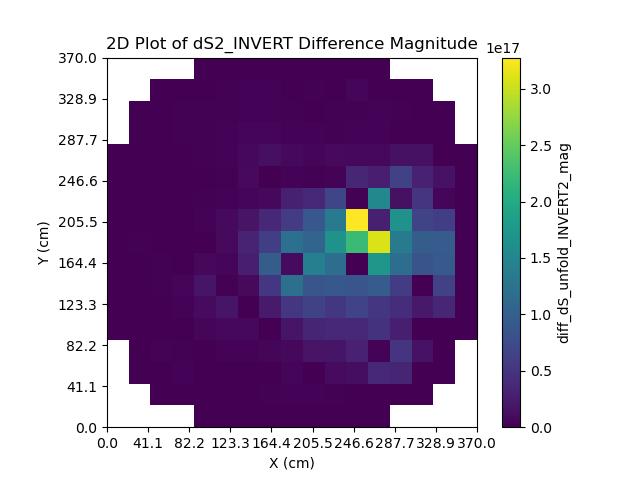 2D Plot of dS2_INVERT Difference Magnitude
1e17
370.0
328.9
287.7
246.6
205.5
164.4
123.3
82.2
41.1
0.0
Y (cm)
0.0 41.1 82.2 123.3 164.4 205.5 246.6 287.7 328.9 370.0
X (cm)
3.0
2.5
2.0
1.5
1.0
0.5
0.0
diff_dS_unfold_INVERT2_mag